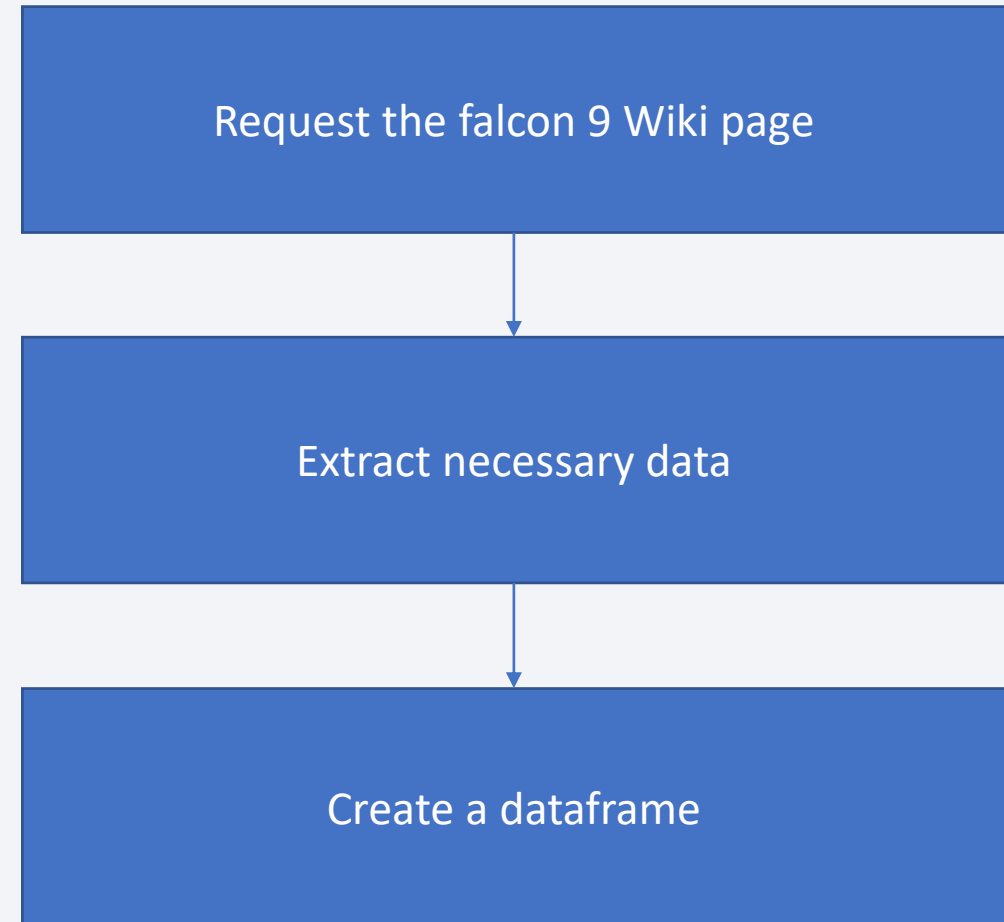 Request the falcon 9 Wiki page
Extract necessary data
Create a dataframe